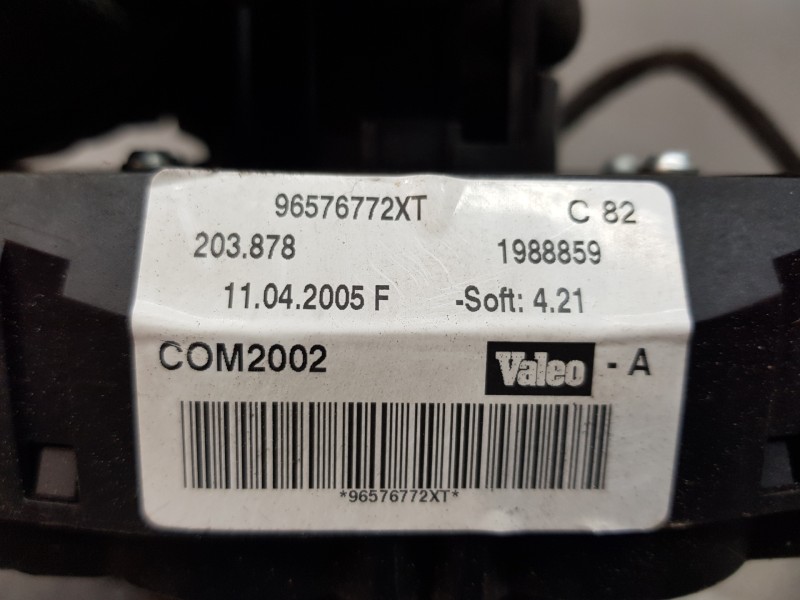 96576772XT C 82
203.878 1988859
11.04.2005 F -Soft: 4.21
COM2002 Valeo - A
*96576772XT*